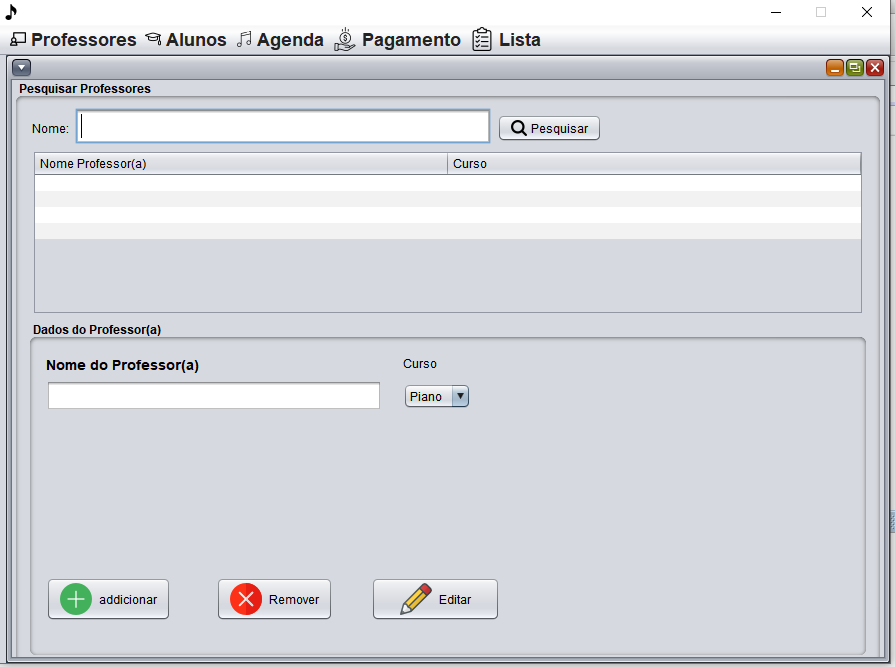 Professores Alunos Agenda Pagamento Lista
Pesquisar Professores
Nome: Pesquisar
Nome Professor(a) Curso
Dados do Professor(a)
Nome do Professor(a) Curso
Piano
addicionar Remover Editar